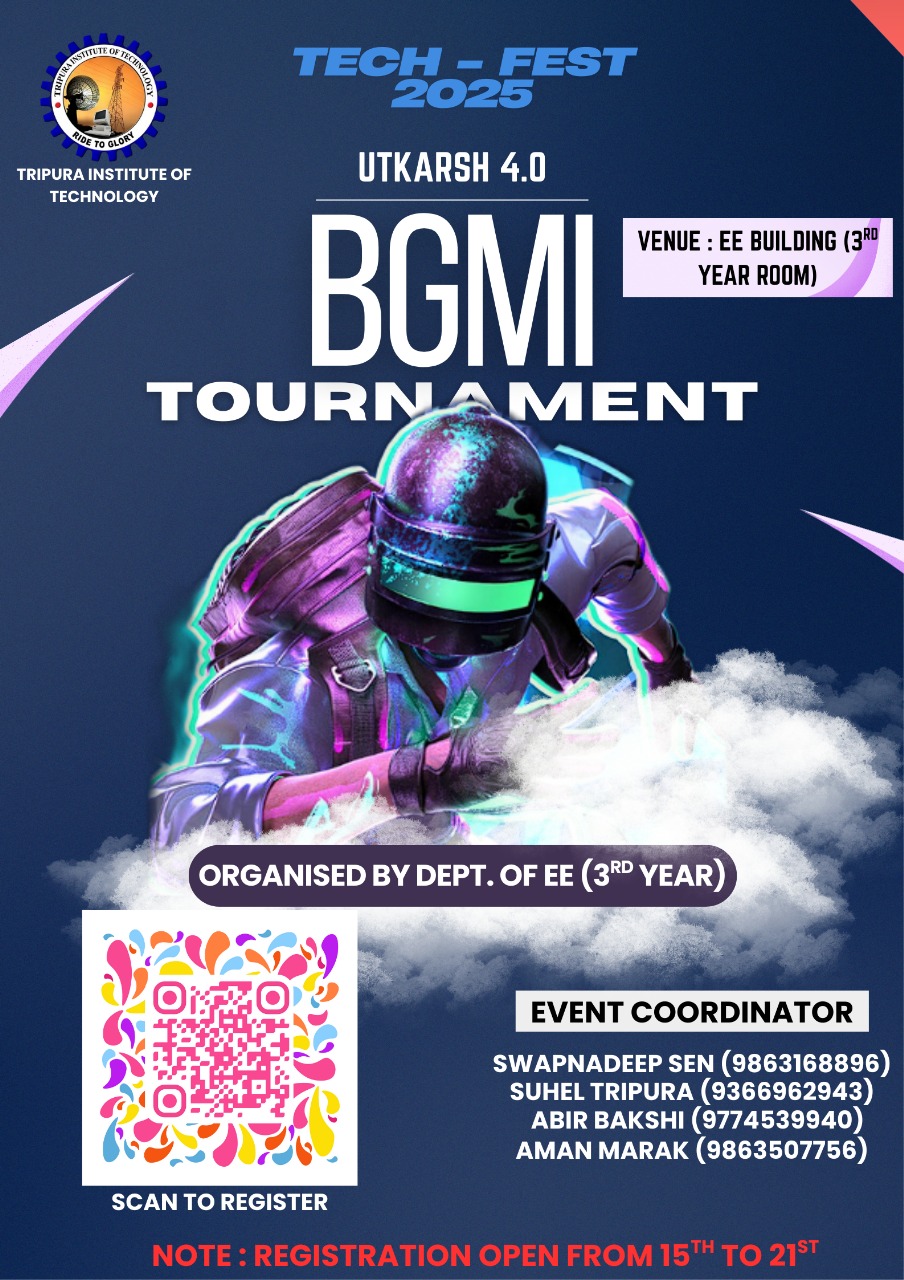 TECH - FEST
2025
TRIPURA INSTITUTE OF TECHNOLOGY
RIDE TO GLORY
TRIPURA INSTITUTE OF
TECHNOLOGY
UTKARSH 4.0
BGMI
TOURNAMENT
VENUE : EE BUILDING (3RD
YEAR ROOM)
ORGANISED BY DEPT. OF EE (3RD YEAR)
SCAN TO REGISTER
EVENT COORDINATOR
SWAPNADEEP SEN (9863168896)
SUHEL TRIPURA (9366962943)
ABIR BAKSHI (9774539940)
AMAN MARAK (9863507756)
NOTE : REGISTRATION OPEN FROM 15TH TO 21ST